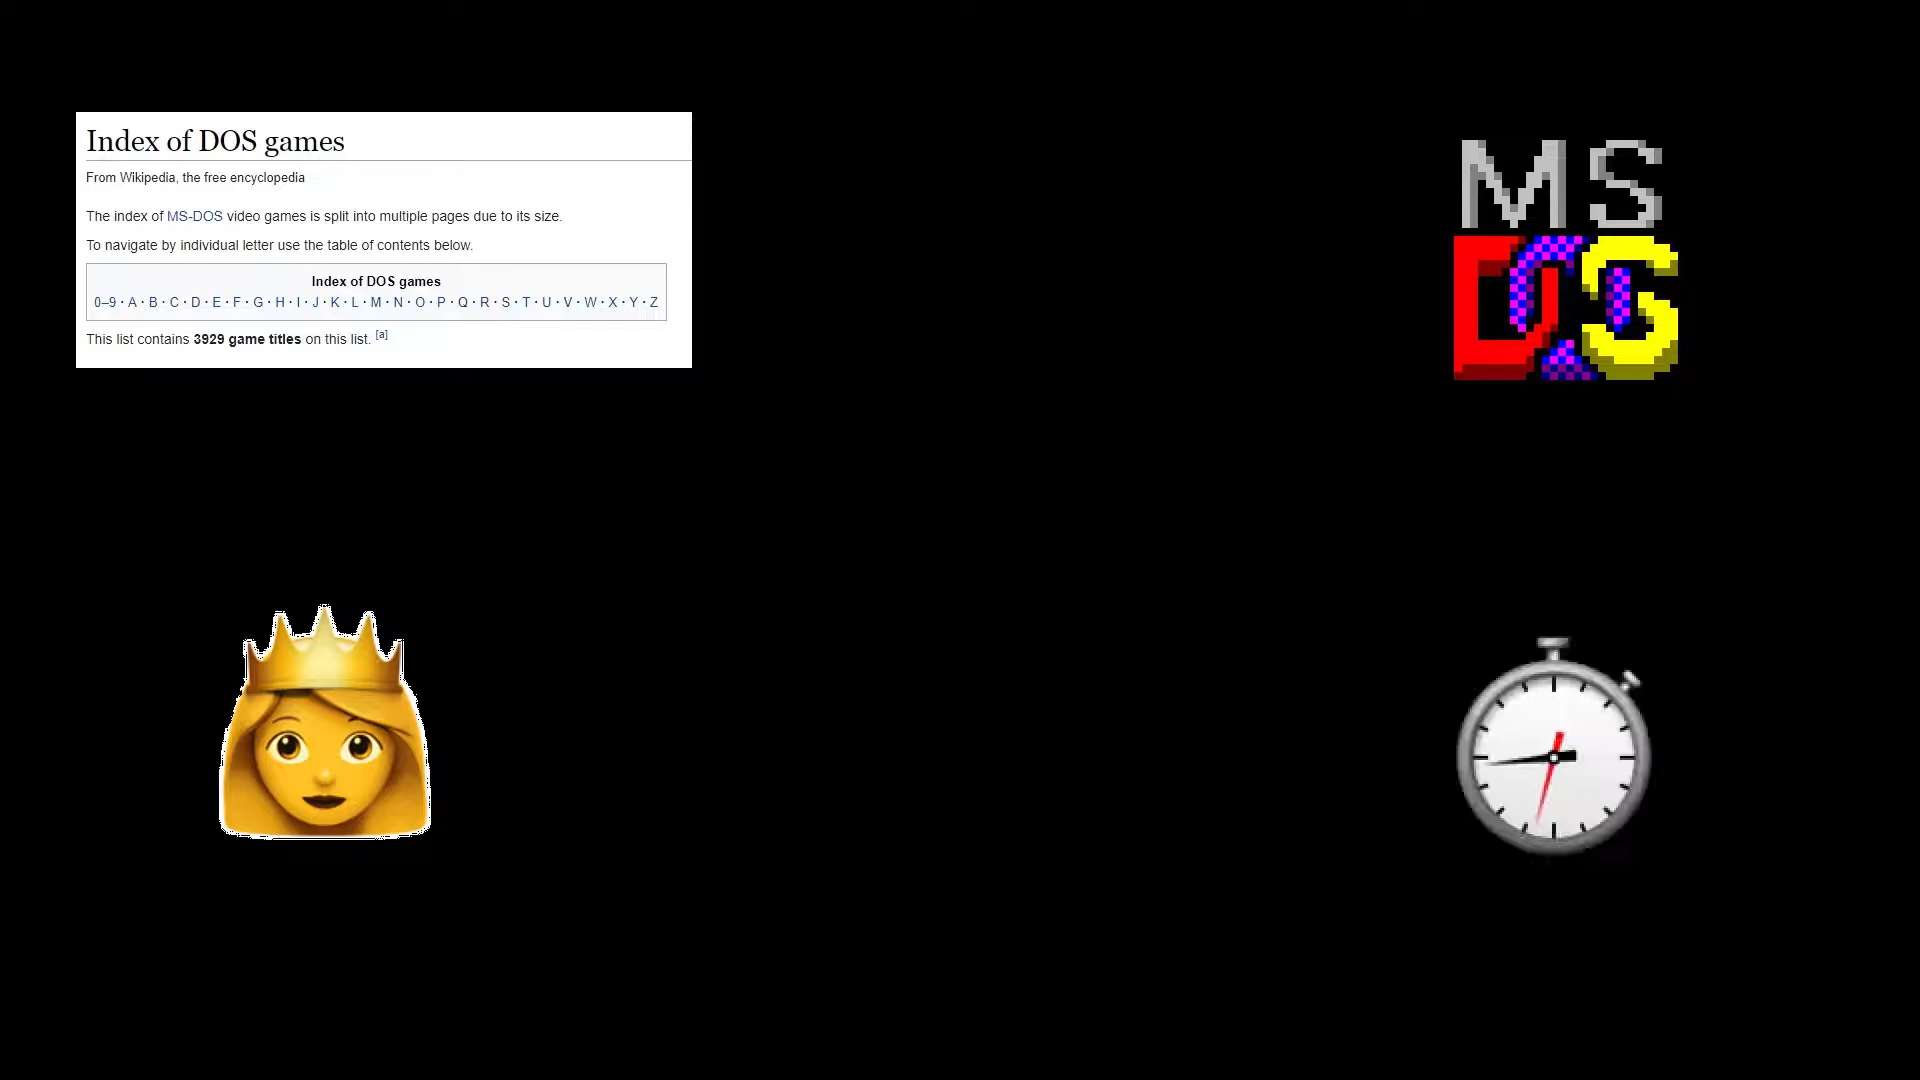 Index of DOS games
From Wikipedia, the free encyclopedia
The index of MS-DOS video games is split into multiple pages due to its size.
To navigate by individual letter use the table of contents below.
Index of DOS games
0–9 · A · B · C · D · E · F · G · H · I · J · K · L · M · N · O · P · Q · R · S · T · U · V · W · X · Y · Z
This list contains 3929 game titles on this list. [a]
MS
DOS